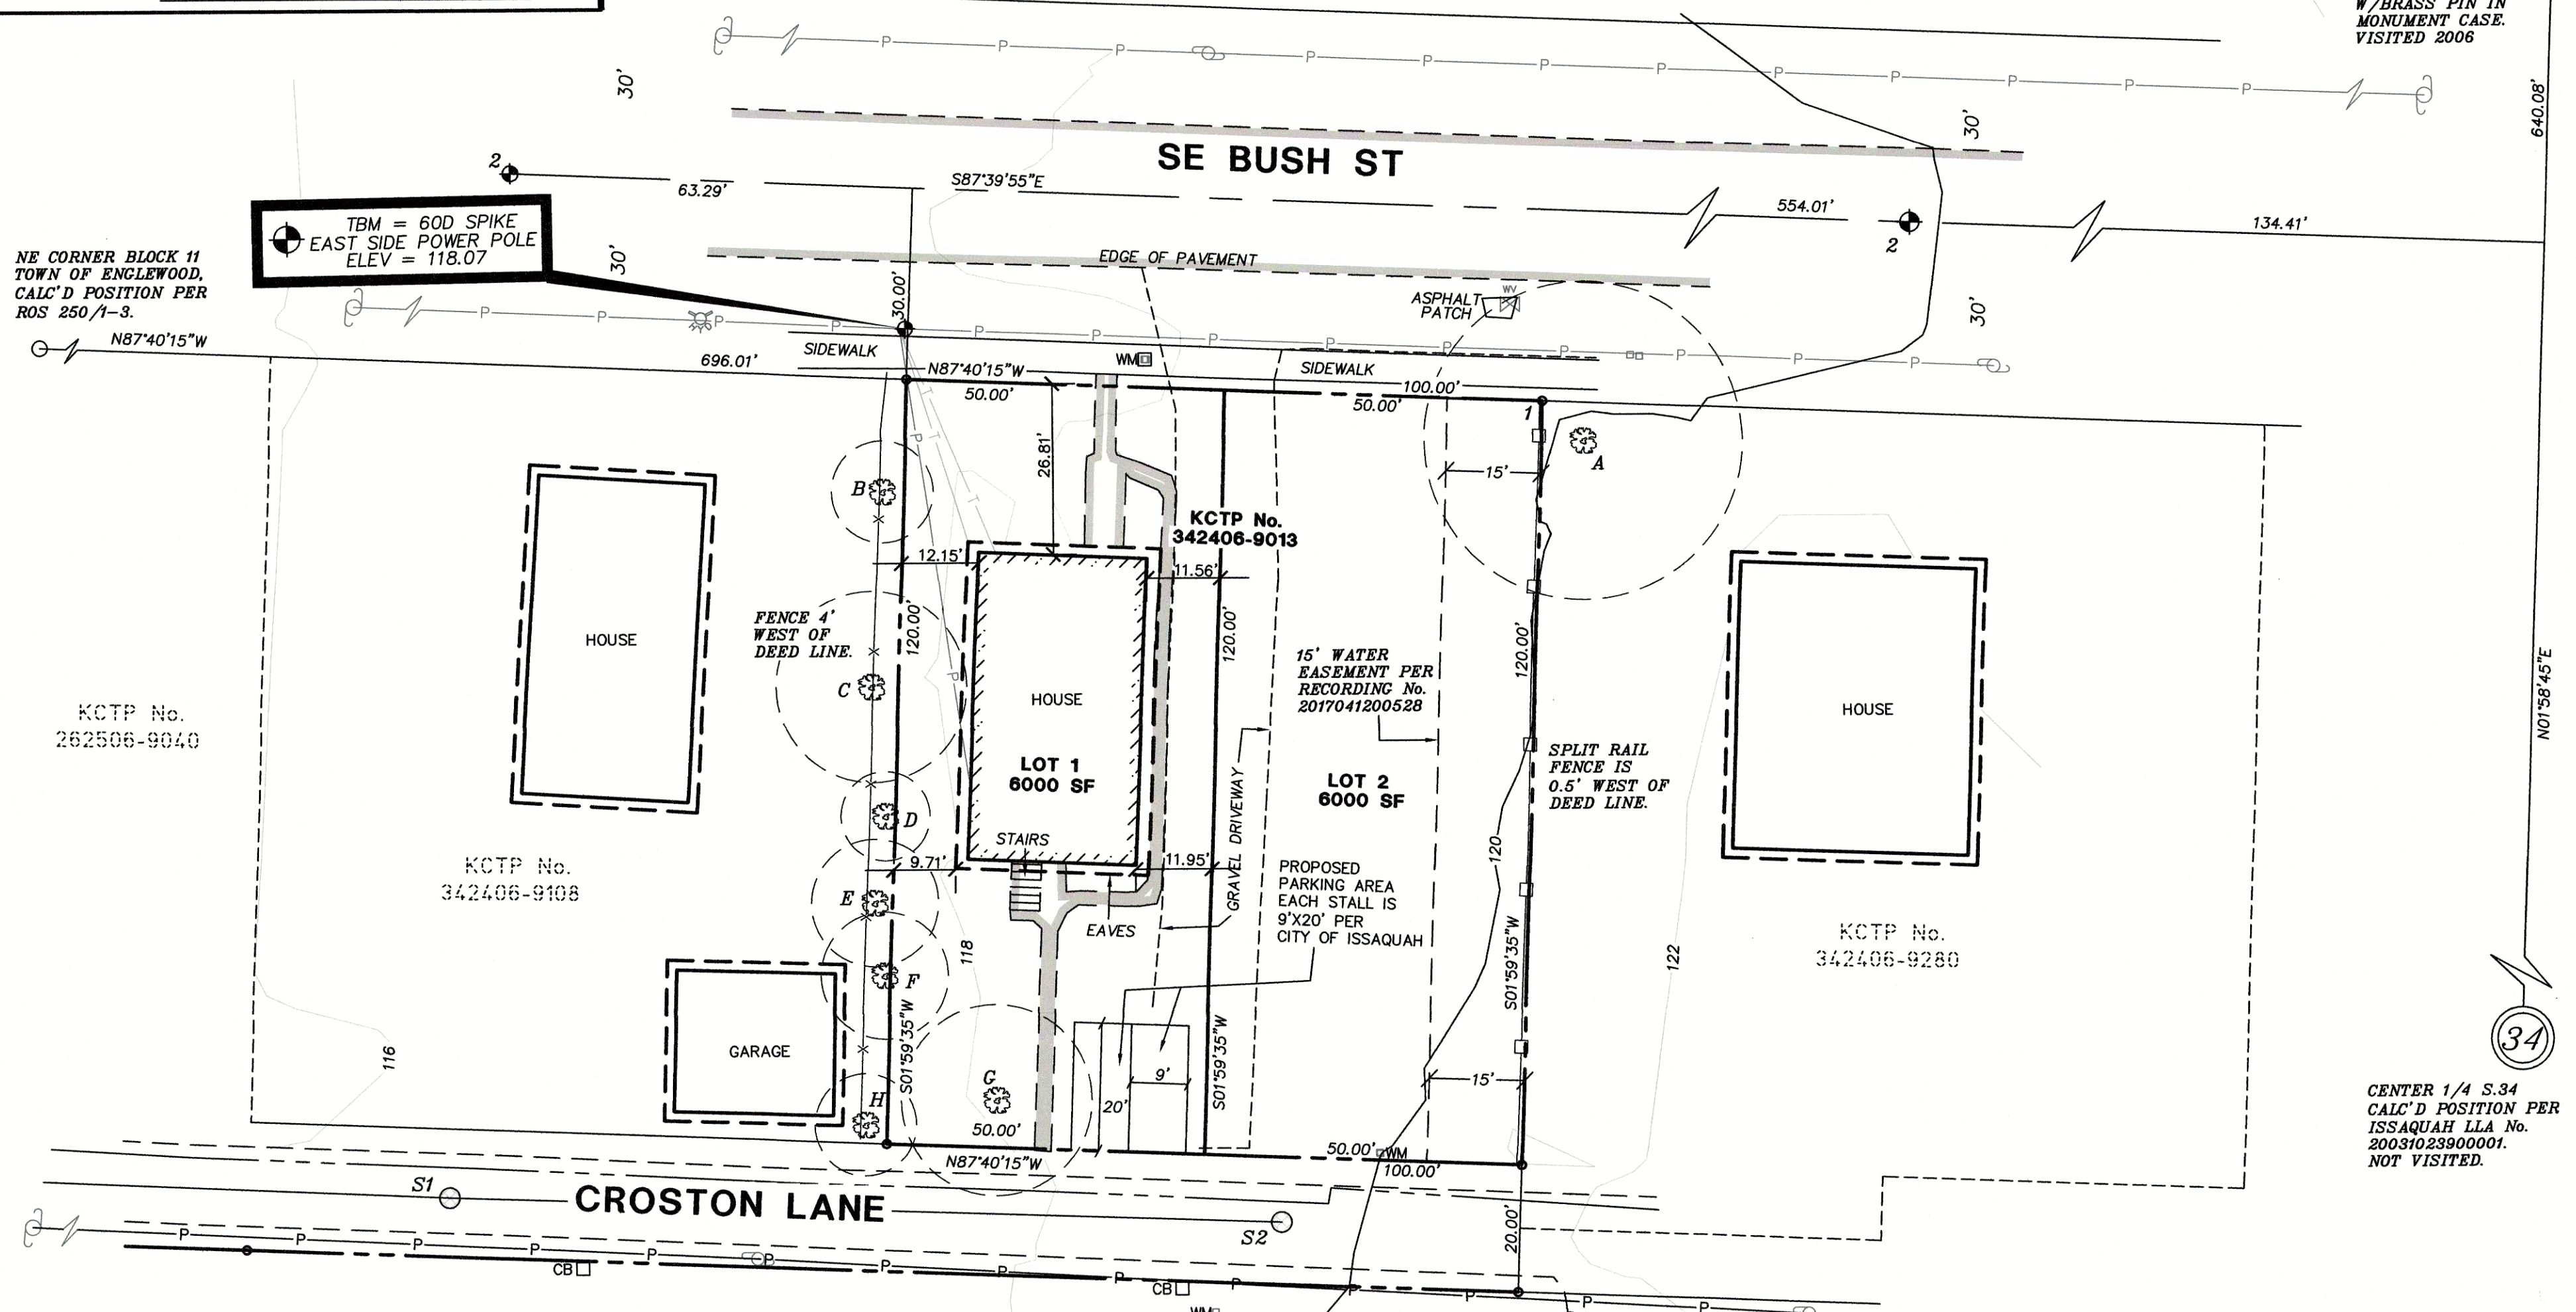 W/BRASS PIN IN
MONUMENT CASE.
VISITED 2006
P P P P P P P P P P P P
30'
30'
640.08'
SE BUSH ST
2
63.29'
S87°39'55"E
554.01'
2
134.41'
TBM = 60D SPIKE
EAST SIDE POWER POLE
ELEV = 118.07
30'
30.00'
EDGE OF PAVEMENT
30'
NE CORNER BLOCK 11
TOWN OF ENGLEWOOD,
CALC'D POSITION PER
ROS 250/1-3.
ASPHALT
PATCH
WV
P P P P P P P P P P P P P
N87°40'15"W
696.01'
SIDEWALK
WM
SIDEWALK
N87°40'15"W
50.00'
100.00'
50.00'
1
26.81'
P
T
T
T
B
15'
A
KCTP No.
342406-9013
12.15'
11.56'
FENCE 4'
WEST OF
DEED LINE.
120.00'
120.00'
120.00'
HOUSE
C
P
HOUSE
15' WATER
EASEMENT PER
RECORDING No.
2017041200528
HOUSE
N01°58'45"E
KCTP No.
262506-9040
LOT 1
6000 SF
LOT 2
6000 SF
SPLIT RAIL
FENCE IS
0.5' WEST OF
DEED LINE.
D
STAIRS
GRAVEL DRIVEWAY
120
KCTP No.
342406-9108
9.71'
11.95'
PROPOSED
PARKING AREA
EACH STALL IS
9'X20' PER
CITY OF ISSAQUAH
E
EAVES
118
122
KCTP No.
342406-9280
F
S01°59'35"W
S01°59'35"W
S01°59'35"W
116
GARAGE
34
G
9'
20'
15'
H
50.00'
N87°40'15"W
50.00'
WM
100.00'
CENTER 1/4 S.34
CALC'D POSITION PER
ISSAQUAH LLA No.
20031023900001.
NOT VISITED.
S1
CROSTON LANE
S2
20.00'
P P P P P P P P P P P P P P
CB
CB
WM